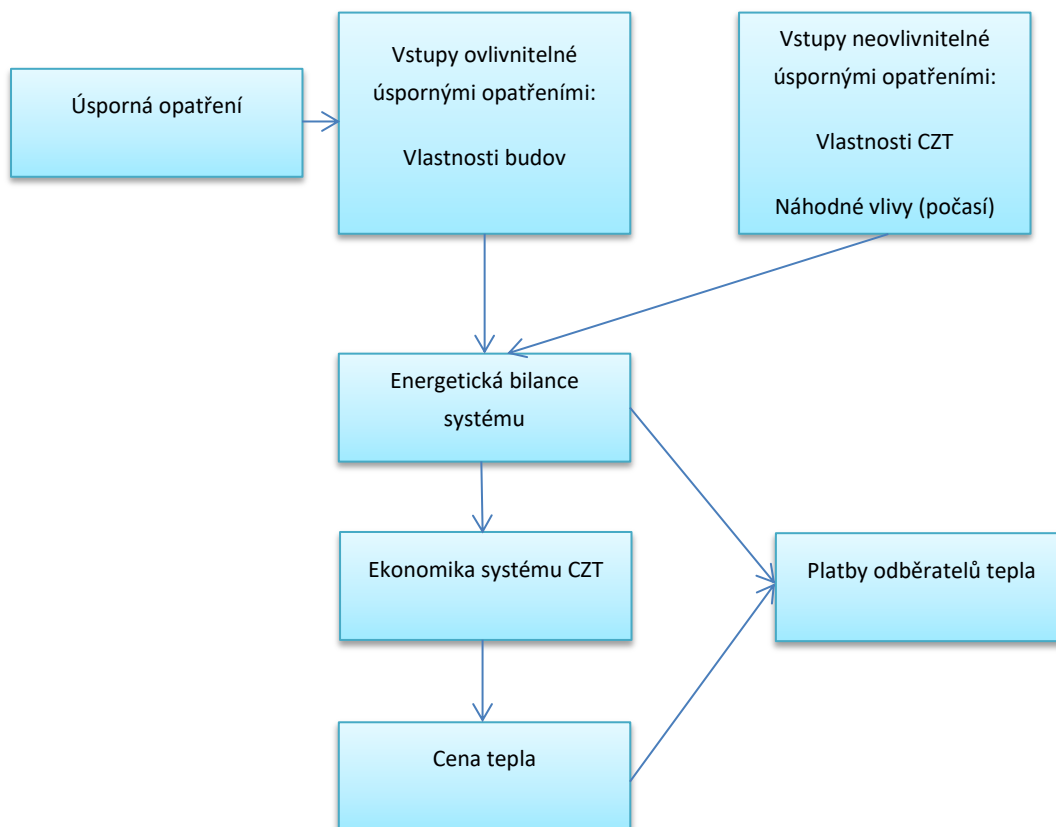 Úsporná opatření
Vstupy ovlivnitelné
úspornými opatřeními:
Vlastnosti budov
Vstupy neovlivnitelné
úspornými opatřeními:
Vlastnosti CZT
Náhodné vlivy (počasí)
Energetická bilance
systému
Ekonomika systému CZT
Platby odběratelů tepla
Cena tepla